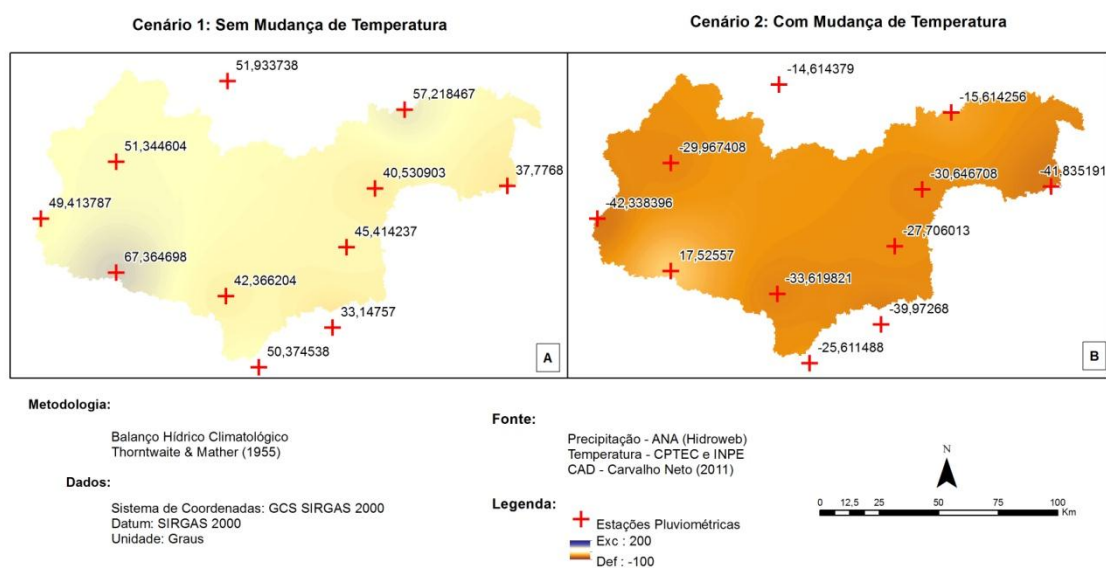 Cenário 1: Sem Mudança de Temperatura
Cenário 2: Com Mudança de Temperatura
51,933738
57,218467
51,344604
40,530903
37,7768
49,413787
45,414237
67,364698
42,366204
33,14757
50,374538
A
-14,614379
-15,614256
-29,967408
-30,646708
-41,835191
-42,338396
-27,706013
17,52557
-33,619821
-39,97268
-25,611488
B
Metodologia:
Balanço Hídrico Climatológico
Thorntwaite & Mather (1955)
Dados:
Sistema de Coordenadas: GCS SIRGAS 2000
Datum: SIRGAS 2000
Unidade: Graus
Fonte:
Precipitação - ANA (Hidroweb)
Temperatura - CPTEC e INPE
CAD - Carvalho Neto (2011)
Legenda:
Estações Pluviométricas
Exc : 200
Def : -100
N
0 12,5 25 50 75 100
Km